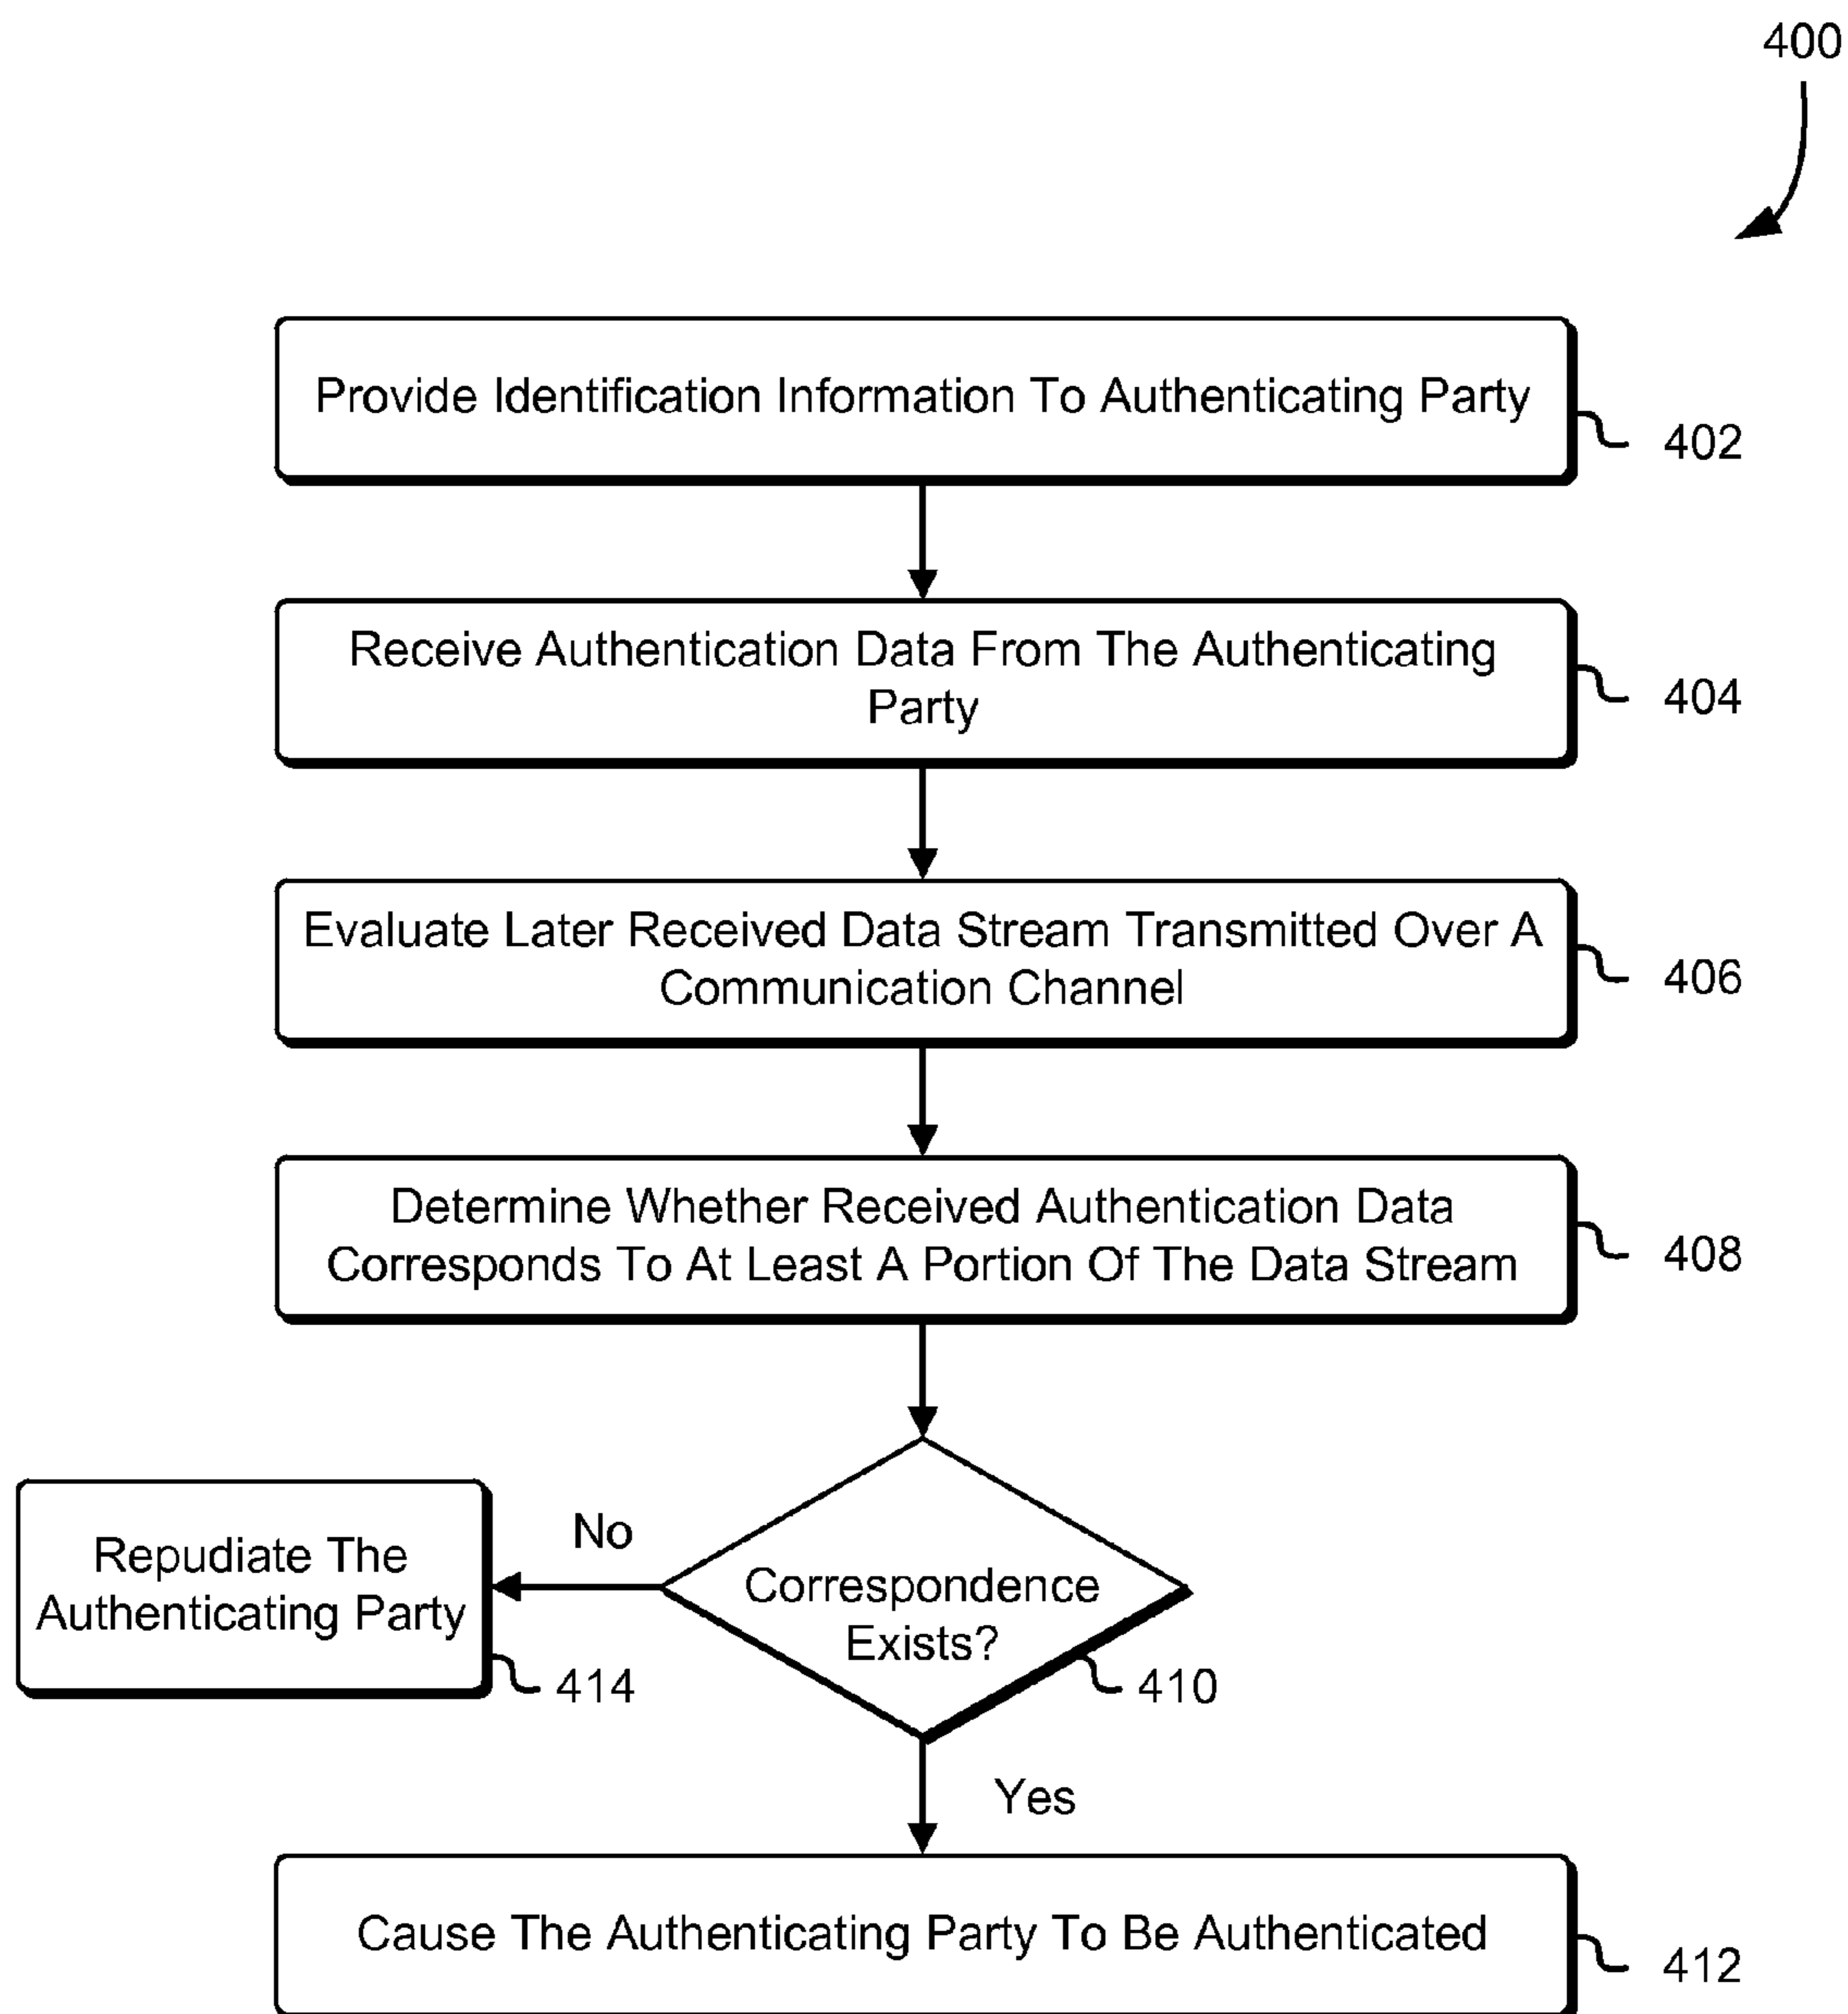 400
Provide Identification Information To Authenticating Party
402
Receive Authentication Data From The Authenticating
Party
404
Evaluate Later Received Data Stream Transmitted Over A
Communication Channel
406
Determine Whether Received Authentication Data
Corresponds To At Least A Portion Of The Data Stream
408
Correspondence
Exists?
410
No
Repudiate The
Authenticating Party
414
Yes
Cause The Authenticating Party To Be Authenticated
412